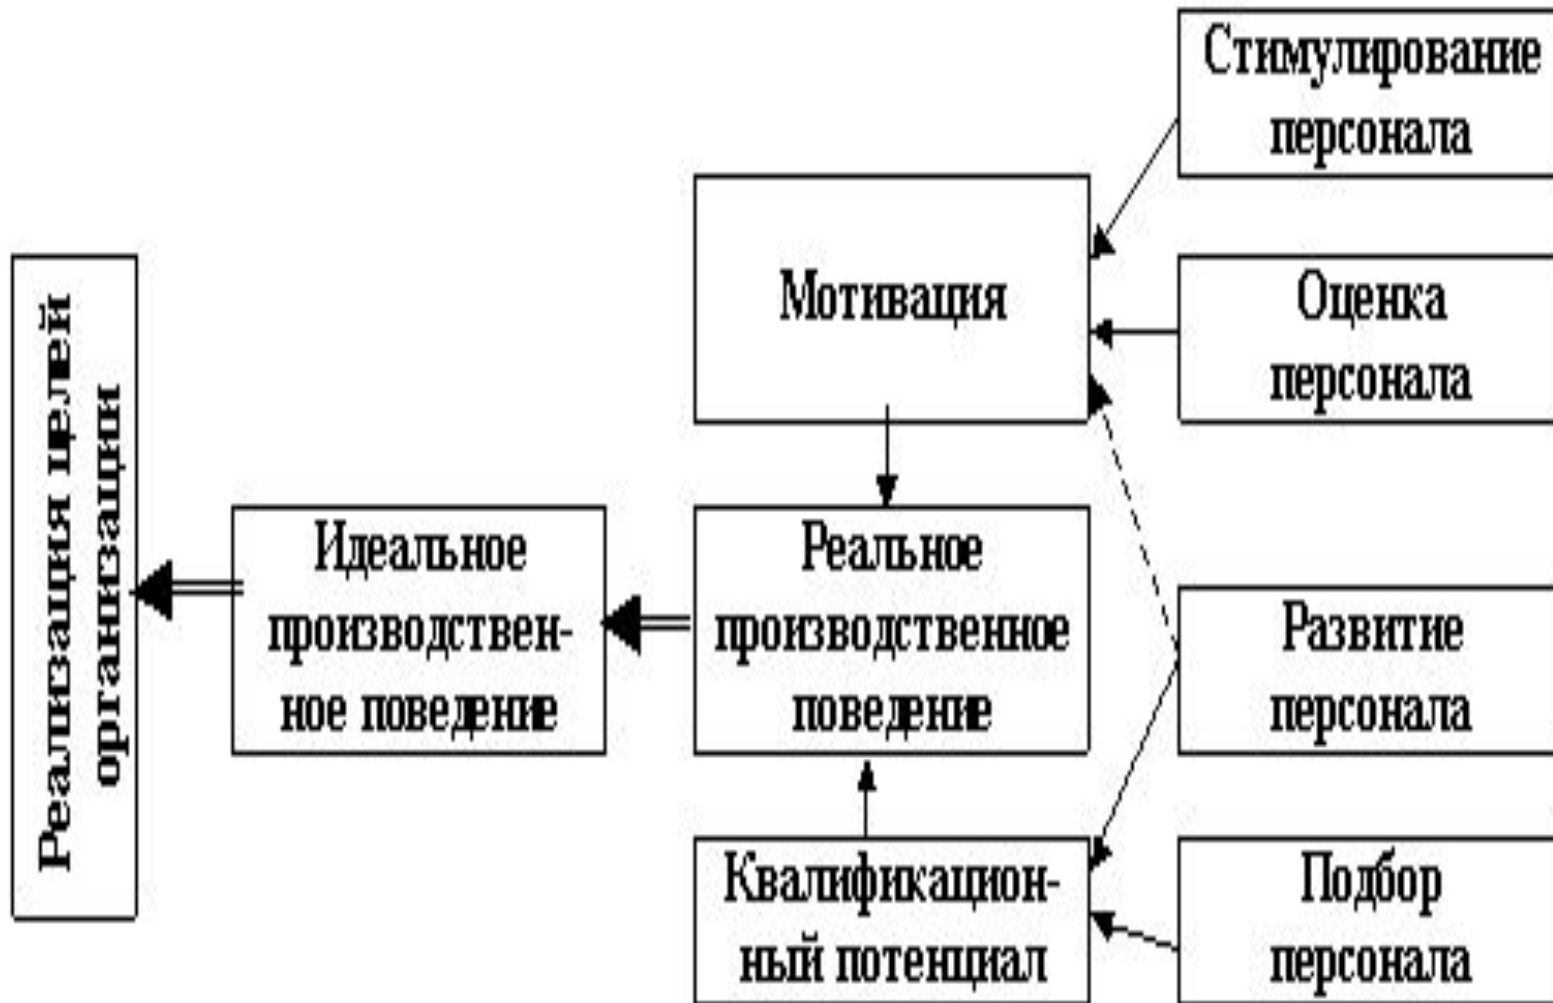 Стимулирование
персонала
Мотивация
Оценка
персонала
Реализация целей
организации
Идеальное
производствен-
ное поведение
Реальное
производственное
поведение
Развитие
персонала
Квалификацион-
ный потенциал
Подбор
персонала